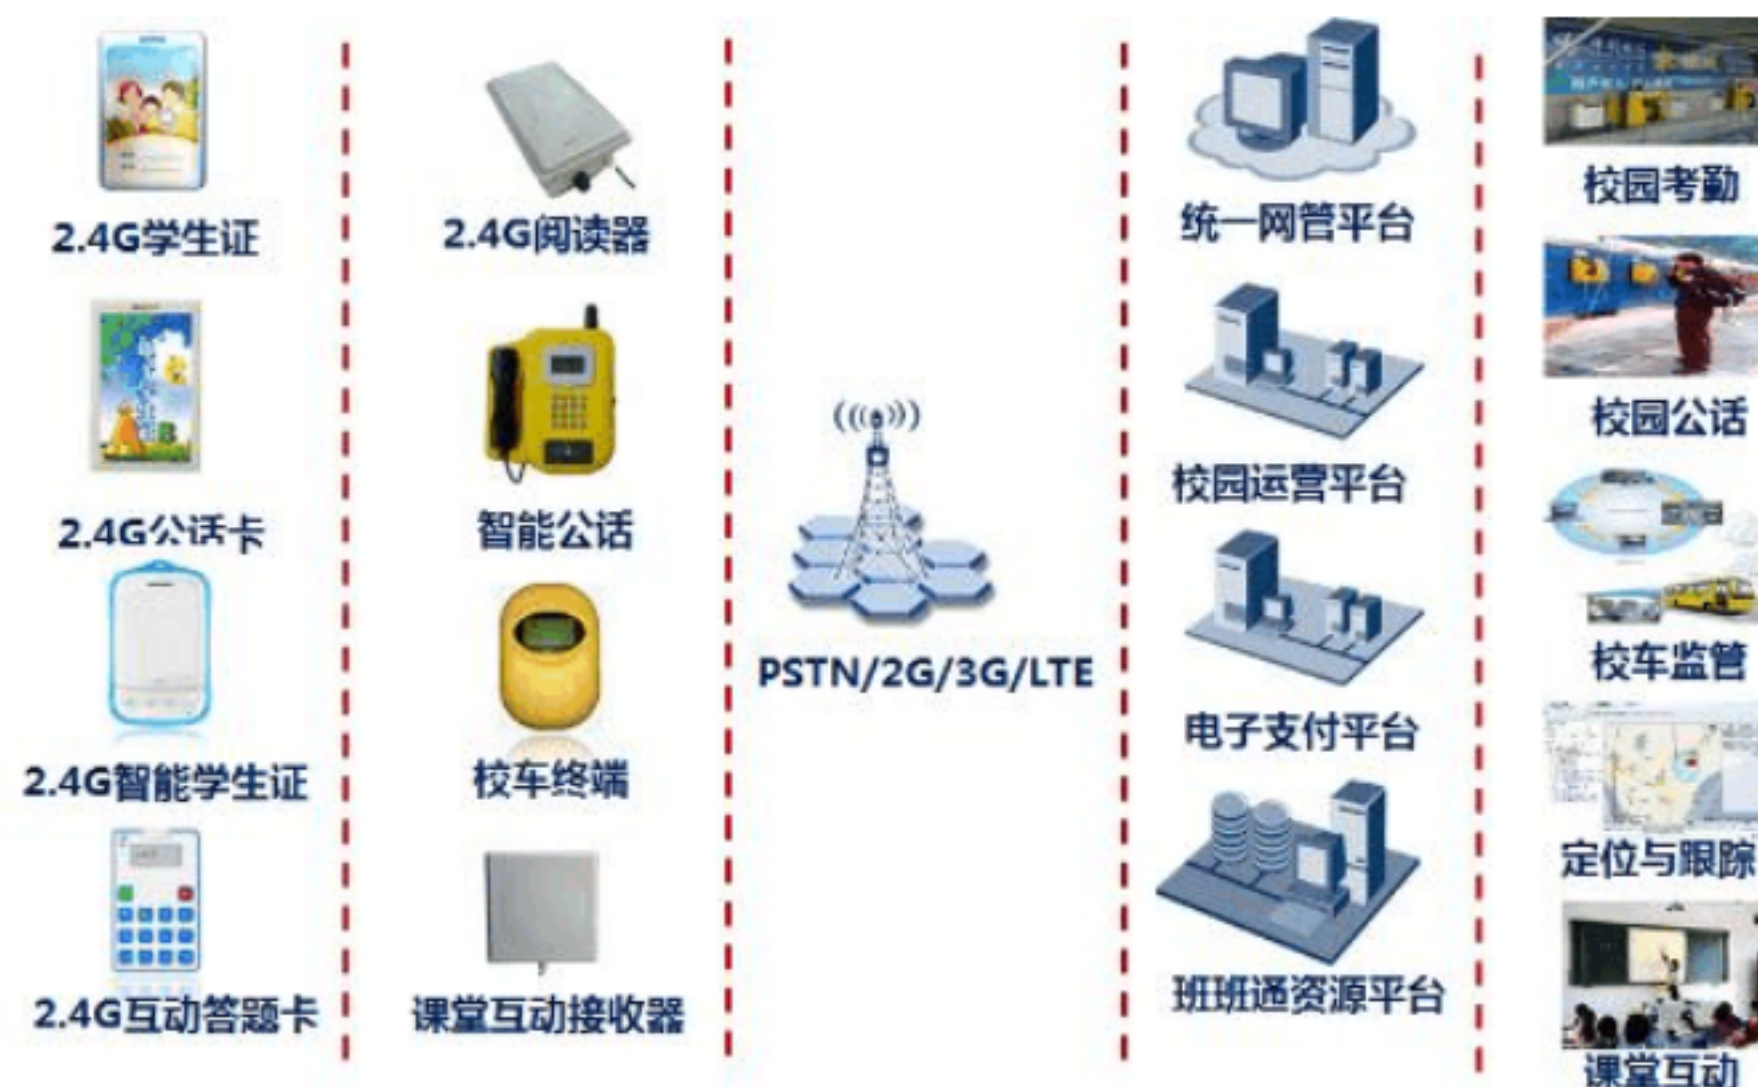 2.4G学生证
2.4G公话卡
2.4G智能学生证
2.4G互动答题卡
2.4G阅读器
智能公话
校车终端
课堂互动接收器
PSTN/2G/3G/LTE
统一网管平台
校园运营平台
电子支付平台
班班通资源平台
校园考勤
校园公话
校车监管
定位与跟踪
课堂互动